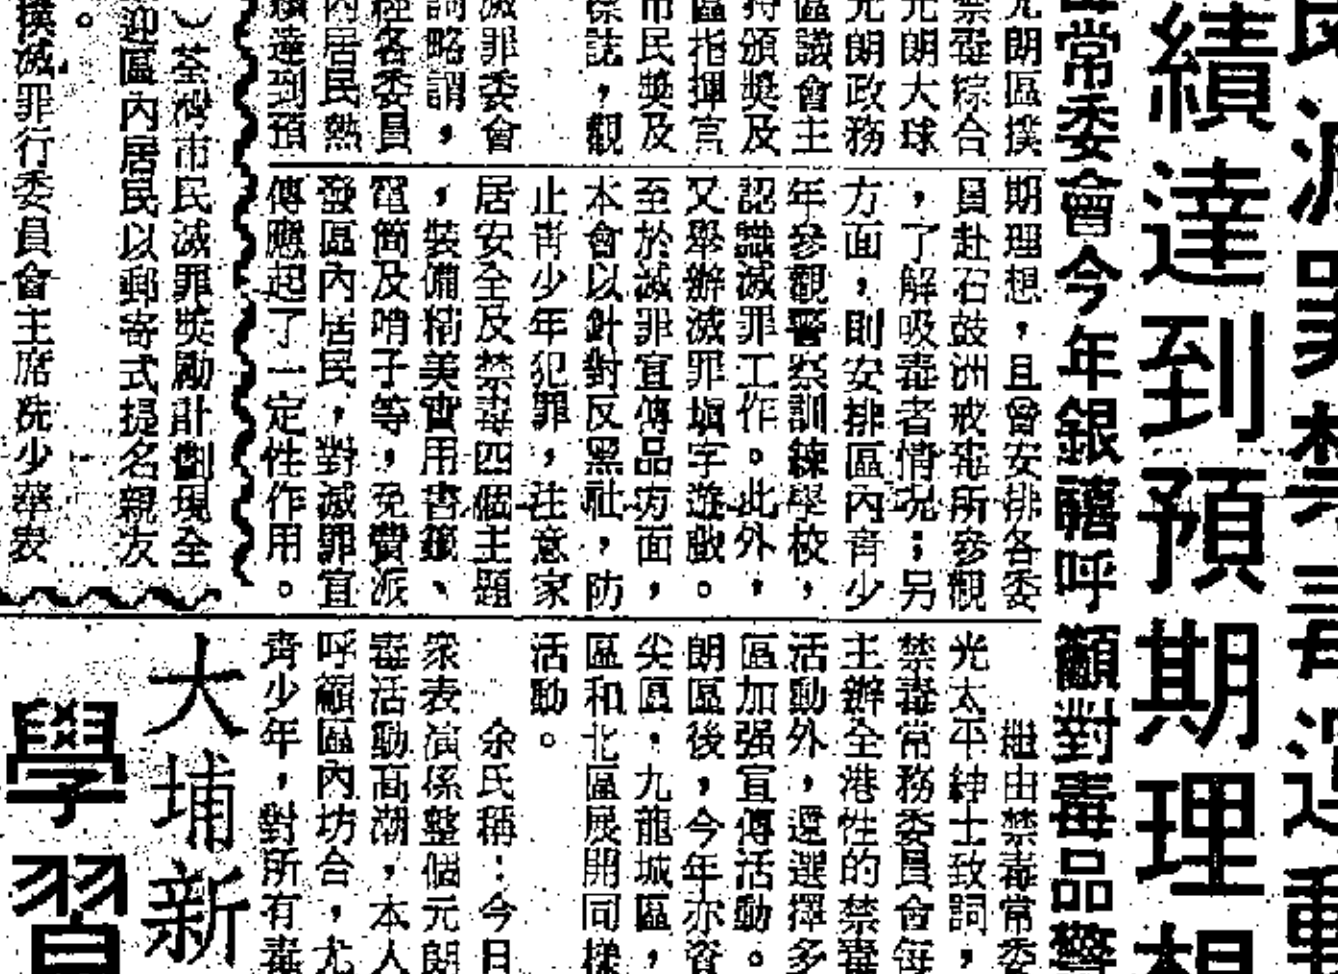 民滅罪禁毒運動
績達到預期理想
毒常委會今年銀禧呼籲對毒品警
元朗區撲
禁毒綜合
元朗大球
元朗政務
區議會主
持頒獎及
區指揮官
市民獎及
標誌，觀
滅罪委會
詞略謂，
經各委員
內居民熱
績達到預
期理想，且曾安排各委
員赴石鼓洲戒毒所參觀
，了解吸毒者情況；另
方面，則安排區內青少
年參觀警察訓練學校，
認識滅罪工作。此外，
又舉辦滅罪填字遊戲。
至於滅罪宣傳品方面，
本會以針對反黑社，防
止青少年犯罪，注意家
居安全及禁毒四個主題
，裝備精美實用書籤、
電筒及哨子等，免費派
發區內居民，對滅罪宣
傳應起了一定性作用。
繼由禁毒常委
光太平紳士致詞，
禁毒常務委員會每
主辦全港性的禁毒
活動外，還選擇多
區加强宣傳活動。
朗區後，今年亦資
尖區，九龍城區，
區和北區展開同樣
活動。
余氏稱：今日
衆表演係整個元朗
毒活動高潮，本人
呼籲區內坊合，尤
青少年，對所有毒
）荃灣市民滅罪獎勵計劃現全
迎區內居民以郵寄式提名親友
。
撲滅罪行委員會主席冼少華表
大埔新
學習